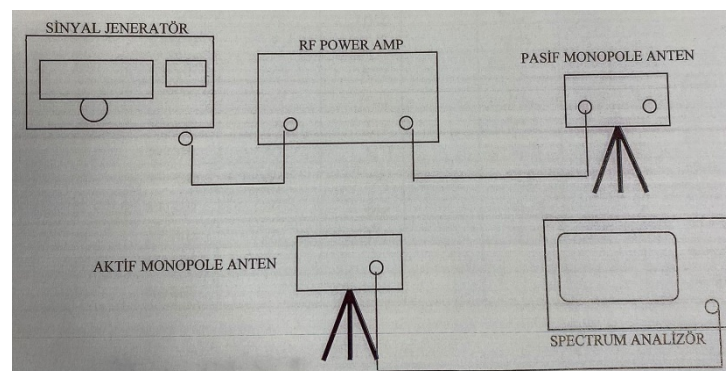 SİNYAL JENERATÖR
RF POWER AMP
PASİF MONOPOLE ANTEN
AKTİF MONOPOLE ANTEN
SPECTRUM ANALİZÖR